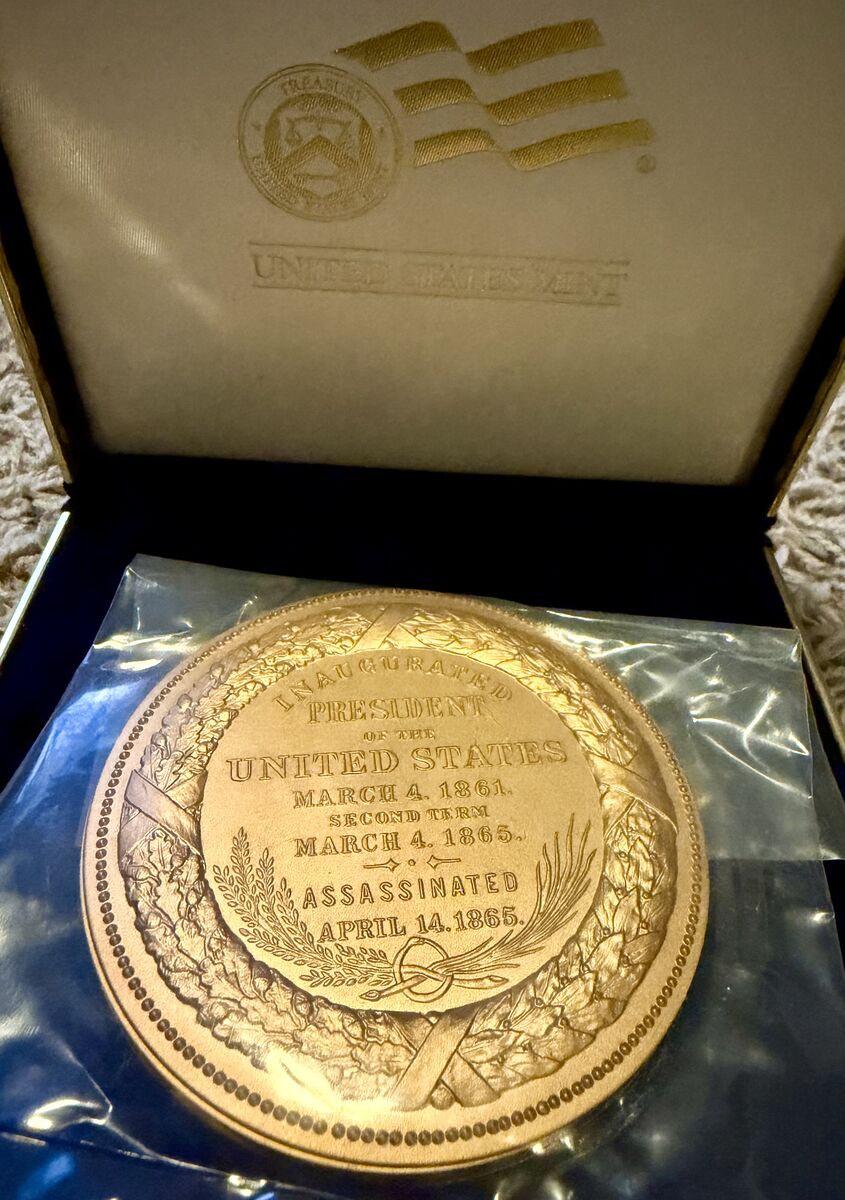 TREASURY
UNITED STATES MINT
®
INAUGURATED
PRESIDENT
OF THE
UNITED STATES
MARCH 4. 1861.
SECOND TERM
MARCH 4. 1865.
ASSASSINATED
APRIL 14. 1865.